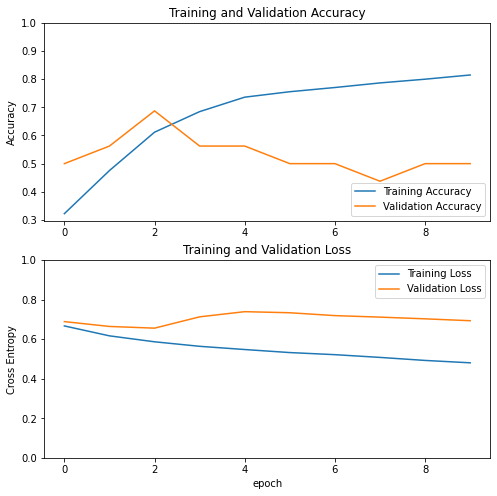 Training and Validation Accuracy
1.0
0.9
0.8
0.7
0.6
0.5
0.4
0.3
Accuracy
Training Accuracy
Validation Accuracy
0 2 4 6 8
Training and Validation Loss
1.0
0.8
0.6
0.4
0.2
0.0
Cross Entropy
Training Loss
Validation Loss
0 2 4 6 8
epoch